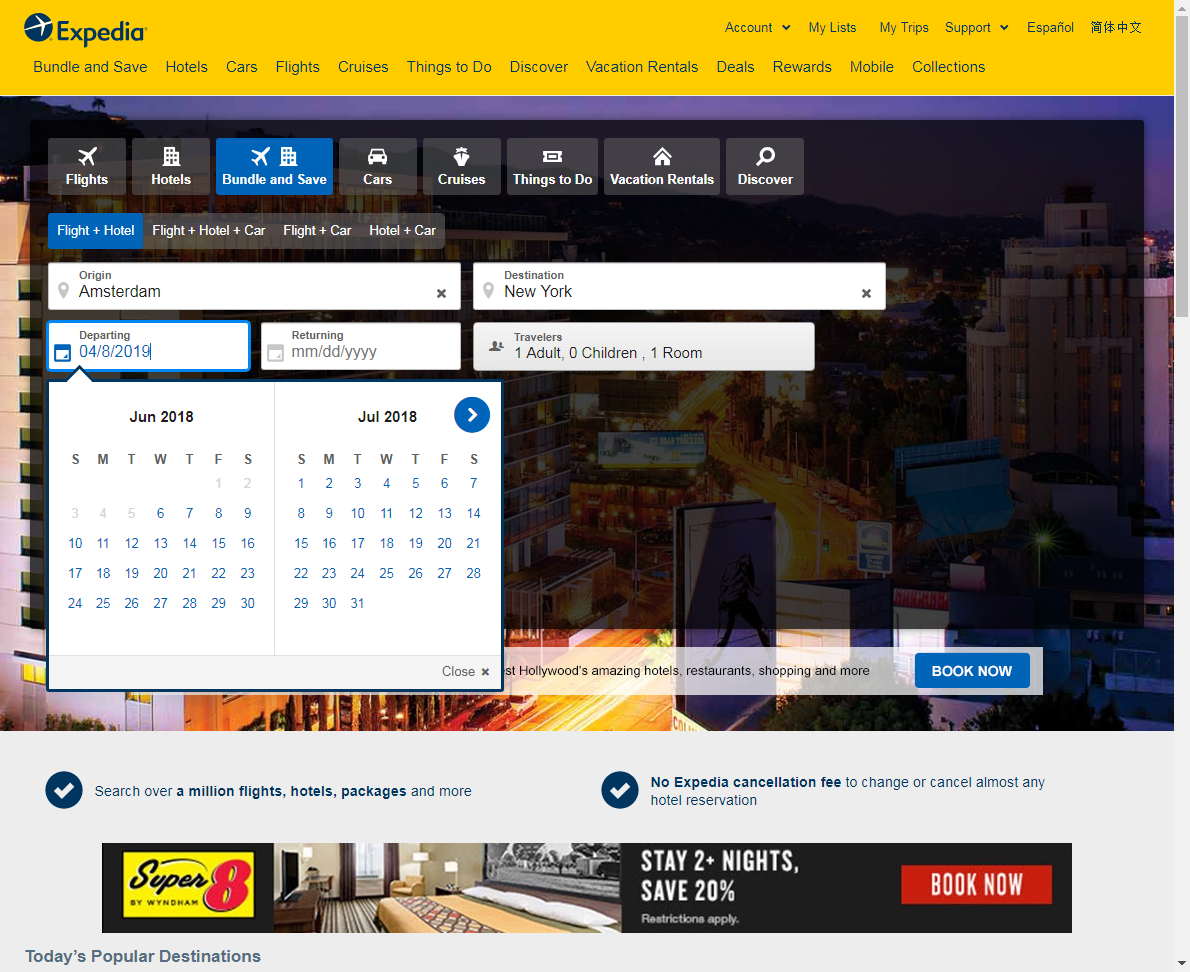 Expedia
Account My Lists My Trips Support Español 简体中文
Bundle and Save Hotels Cars Flights Cruises Things to Do Discover Vacation Rentals Deals Rewards Mobile Collections
Flights Hotels Bundle and Save Cars Cruises Things to Do Vacation Rentals Discover
Flight + Hotel Flight + Hotel + Car Flight + Car Hotel + Car
Origin
Amsterdam
Destination
New York
Departing
04/8/2019
Returning
mm/dd/yyyy
Travelers
1 Adult, 0 Children , 1 Room
Jun 2018
S M T W T F S
1 2
3 4 5 6 7 8 9
10 11 12 13 14 15 16
17 18 19 20 21 22 23
24 25 26 27 28 29 30
Jul 2018
S M T W T F S
1 2 3 4 5 6 7
8 9 10 11 12 13 14
15 16 17 18 19 20 21
22 23 24 25 26 27 28
29 30 31
Close
st Hollywood's amazing hotels, restaurants, shopping and more
BOOK NOW
Search over a million flights, hotels, packages and more
No Expedia cancellation fee to change or cancel almost any
hotel reservation
Super 8
BY WYNDHAM
STAY 2+ NIGHTS,
SAVE 20%
Restrictions apply.
BOOK NOW
Today's Popular Destinations